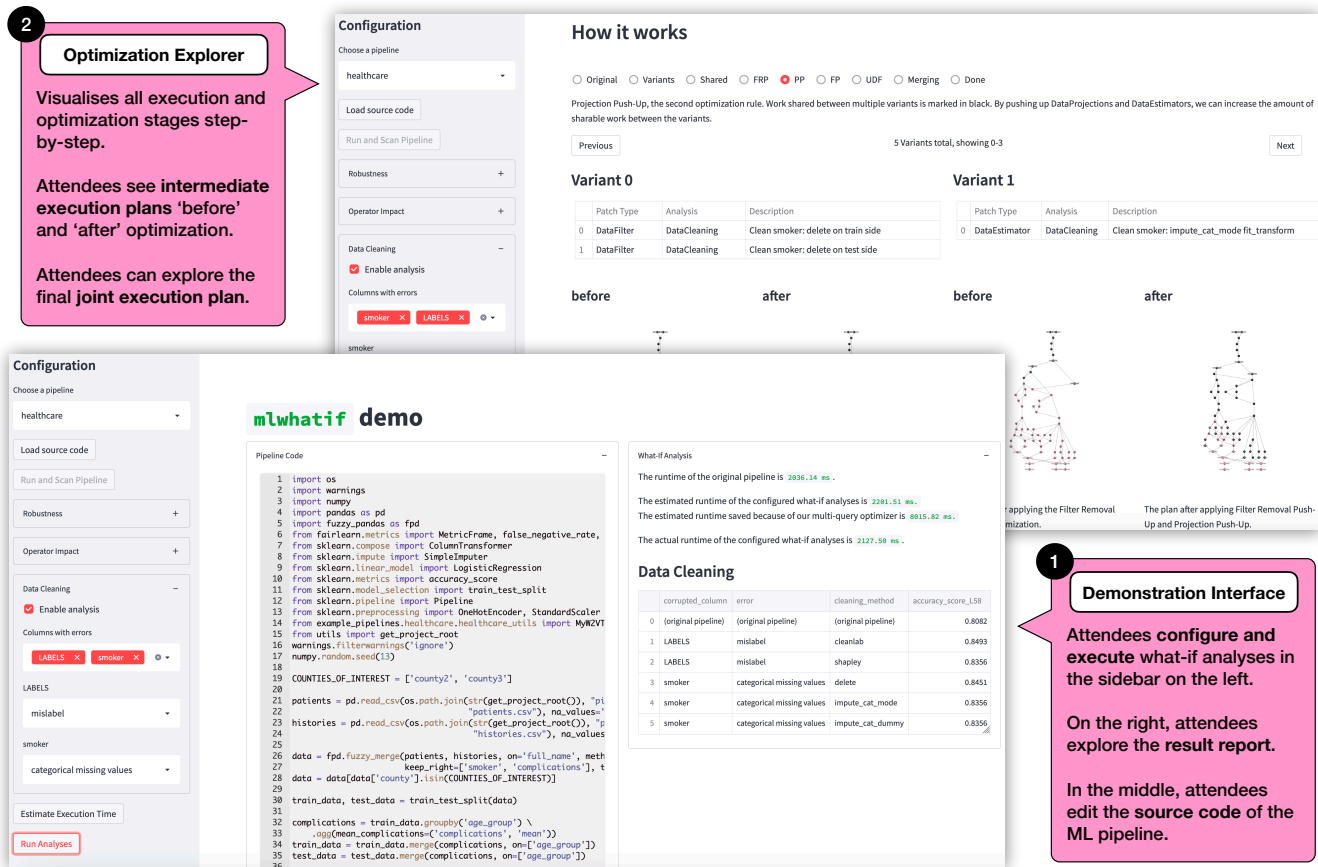 2
Optimization Explorer
Visualises all execution and
optimization stages step-
by-step.
Attendees see intermediate
execution plans ‘before’
and ‘after’ optimization.
Attendees can explore the
final joint execution plan.
Configuration
Choose a pipeline
healthcare
Load source code
Run and Scan Pipeline
Robustness +
Operator Impact +
Data Cleaning −
Enable analysis
Columns with errors
smoker × LABELS ×
smoker
How it works
Original Variants Shared FRP PP FP UDF Merging Done
Projection Push-Up, the second optimization rule. Work shared between multiple variants is marked in black. By pushing up DataProjections and DataEstimators, we can increase the amount of
sharable work between the variants.
Previous 5 Variants total, showing 0-3 Next
Variant 0
Patch Type Analysis Description
0 DataFilter DataCleaning Clean smoker: delete on train side
1 DataFilter DataCleaning Clean smoker: delete on test side
before after
Variant 1
Patch Type Analysis Description
0 DataEstimator DataCleaning Clean smoker: impute_cat_mode fit_transform
before after
applying the Filter Removal
mization.
The plan after applying Filter Removal Push-
Up and Projection Push-Up.
Configuration
Choose a pipeline
healthcare
Load source code
Run and Scan Pipeline
Robustness +
Operator Impact +
Data Cleaning −
Enable analysis
Columns with errors
LABELS × smoker ×
LABELS
mislabel
smoker
categorical missing values
Estimate Execution Time
Run Analyses
mlwhatif demo
Pipeline Code −
1 import os
2 import warnings
3 import numpy
4 import pandas as pd
5 import fuzzy_pandas as fpd
6 from fairlearn.metrics import MetricFrame, false_negative_rate,
7 from sklearn.compose import ColumnTransformer
8 from sklearn.impute import SimpleImputer
9 from sklearn.linear_model import LogisticRegression
10 from sklearn.metrics import accuracy_score
11 from sklearn.model_selection import train_test_split
12 from sklearn.pipeline import Pipeline
13 from sklearn.preprocessing import OneHotEncoder, StandardScaler
14 from example_pipelines.healthcare.healthcare_utils import MyW2VT
15 from utils import get_project_root
16 warnings.filterwarnings('ignore')
17 numpy.random.seed(13)
18
19 COUNTIES_OF_INTEREST = ['county2', 'county3']
20
21 patients = pd.read_csv(os.path.join(str(get_project_root()), "pi
22 "patients.csv"), na_values='
23 histories = pd.read_csv(os.path.join(str(get_project_root()), "p
24 "histories.csv"), na_values
25
26 data = fpd.fuzzy_merge(patients, histories, on='full_name', meth
27 keep_right=['smoker', 'complications'], t
28 data = data[data['county'].isin(COUNTIES_OF_INTEREST)]
29
30 train_data, test_data = train_test_split(data)
31
32 complications = train_data.groupby('age_group') \
33 .agg(mean_complications=('complications', 'mean'))
34 train_data = train_data.merge(complications, on=['age_group'])
35 test_data = test_data.merge(complications, on=['age_group'])
What-If Analysis −
The runtime of the original pipeline is 2036.14 ms.
The estimated runtime of the configured what-if analyses is 2201.51 ms.
The estimated runtime saved because of our multi-query optimizer is 8015.82 ms.
The actual runtime of the configured what-if analyses is 2127.50 ms.
Data Cleaning
corrupted_column error cleaning_method accuracy_score_L58
0 (original pipeline) (original pipeline) (original pipeline) 0.8082
1 LABELS mislabel cleanlab 0.8493
2 LABELS mislabel shapley 0.8356
3 smoker categorical missing values delete 0.8451
4 smoker categorical missing values impute_cat_mode 0.8356
5 smoker categorical missing values impute_cat_dummy 0.8356
1
Demonstration Interface
Attendees configure and
execute what-if analyses in
the sidebar on the left.
On the right, attendees
explore the result report.
In the middle, attendees
edit the source code of the
ML pipeline.